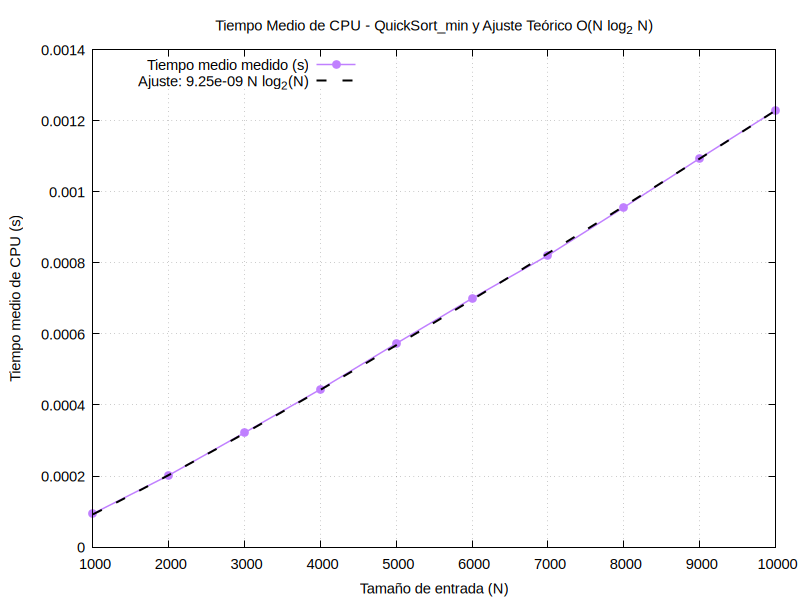 Tiempo Medio de CPU - QuickSort_min y Ajuste Teórico O(N log₂ N)
Tiempo medio medido (s)
Ajuste: 9.25e-09 N log₂(N)
Tiempo medio de CPU (s)
0.0014
0.0012
0.001
0.0008
0.0006
0.0004
0.0002
0
1000 2000 3000 4000 5000 6000 7000 8000 9000 10000
Tamaño de entrada (N)